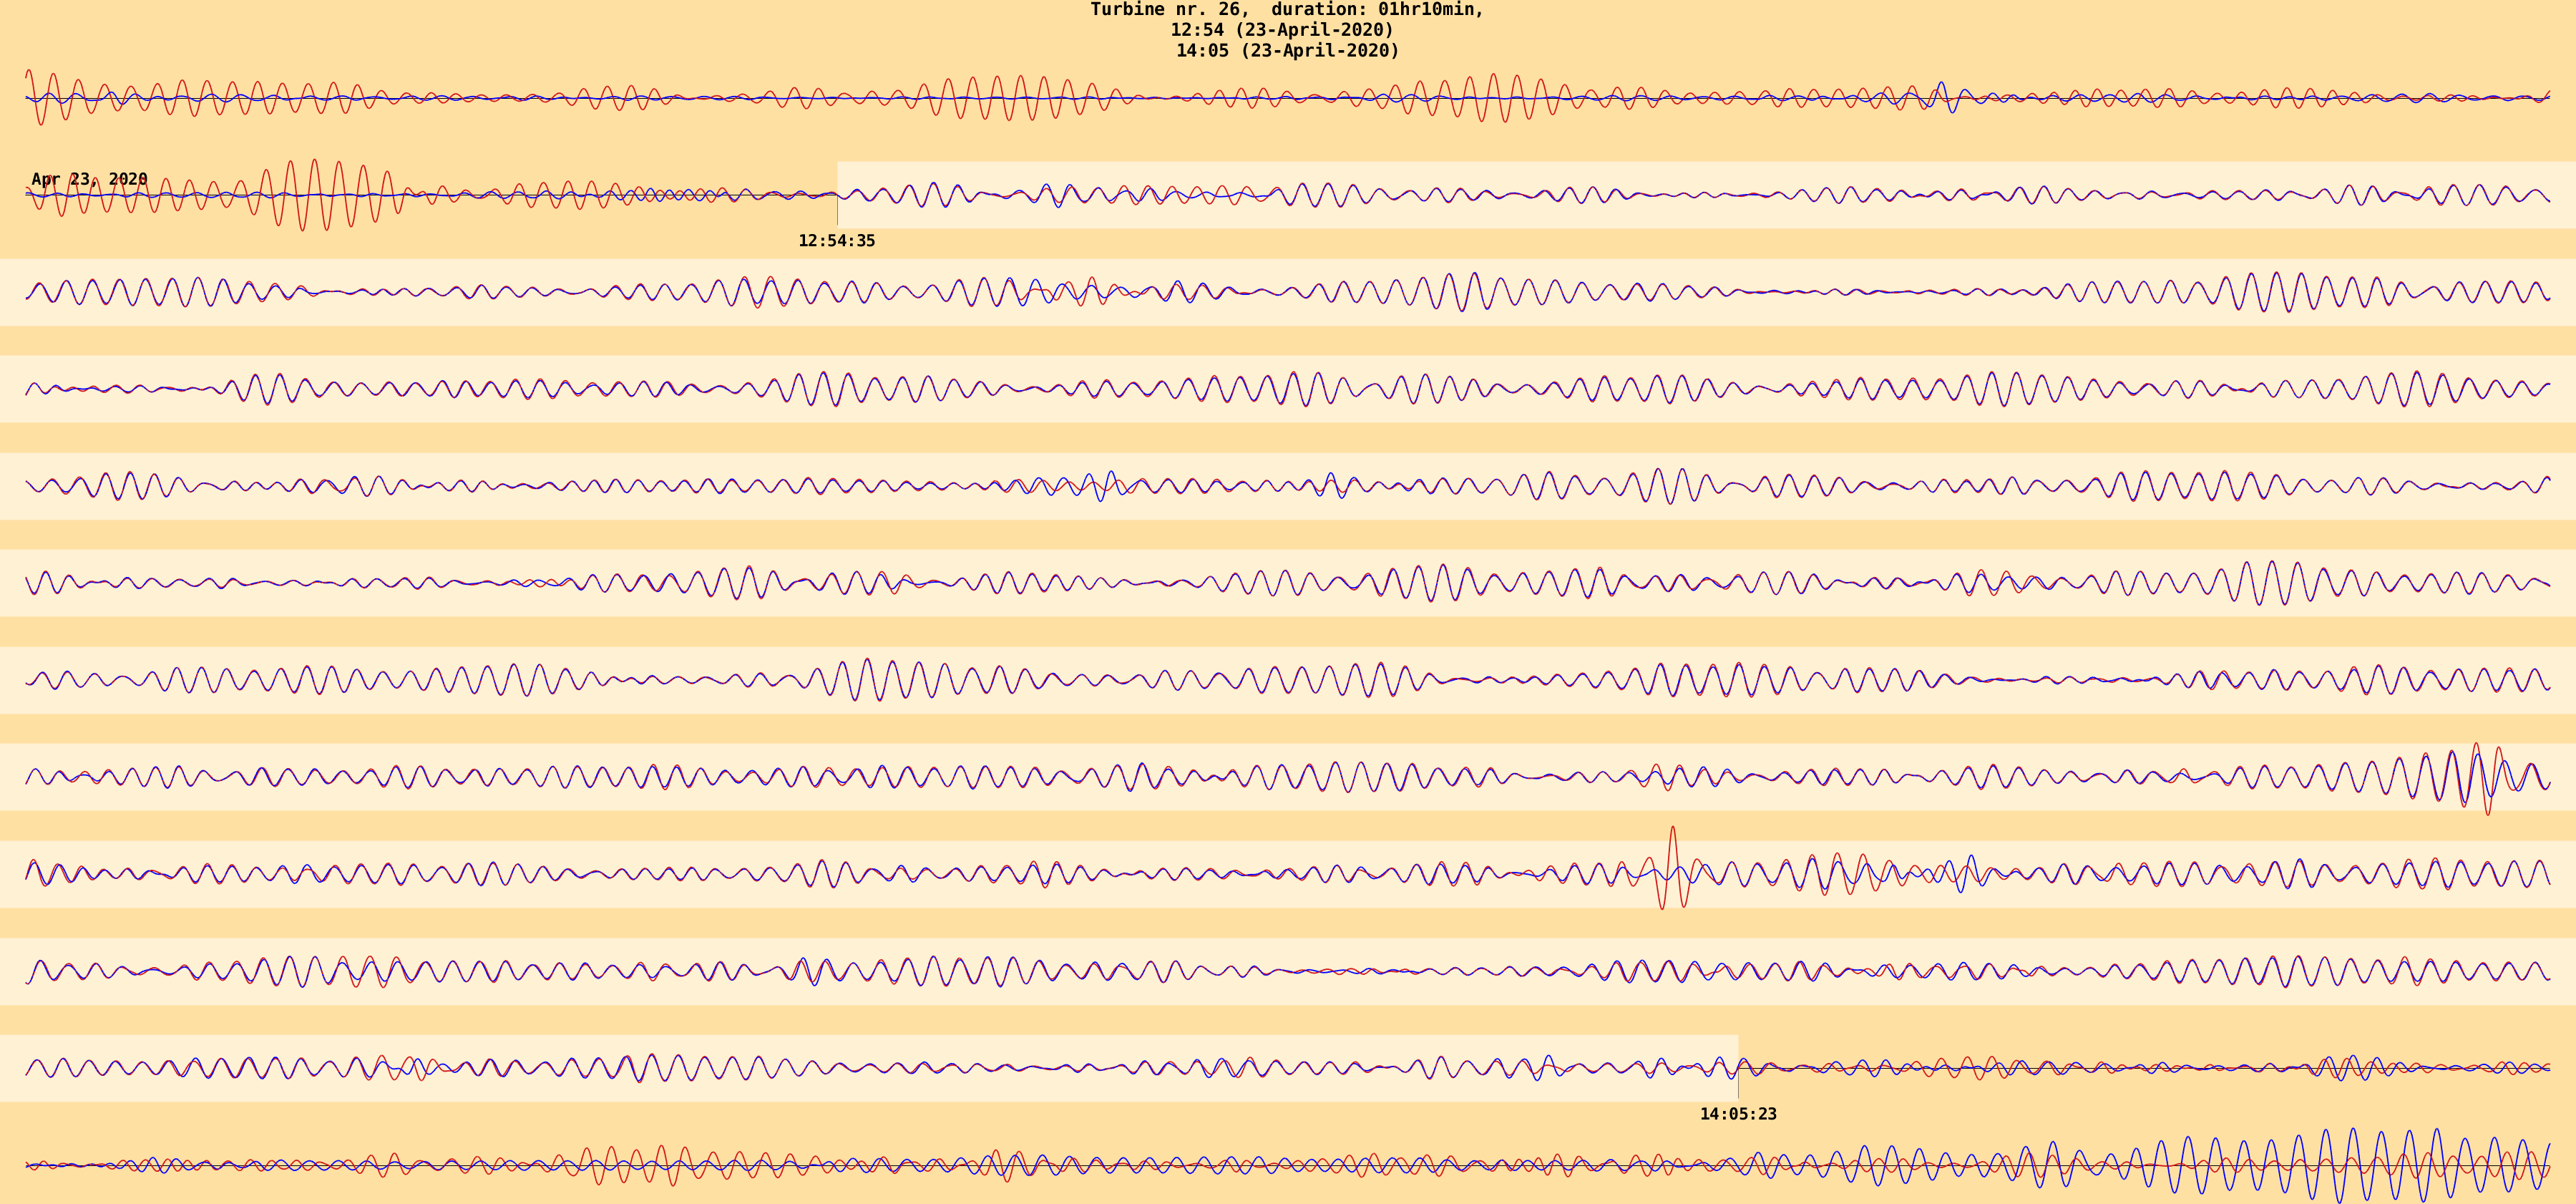 Turbine nr. 26,  duration: 01hr10min,
12:54 (23-April-2020)
14:05 (23-April-2020)
Apr 23, 2020
12:54:35
14:05:23